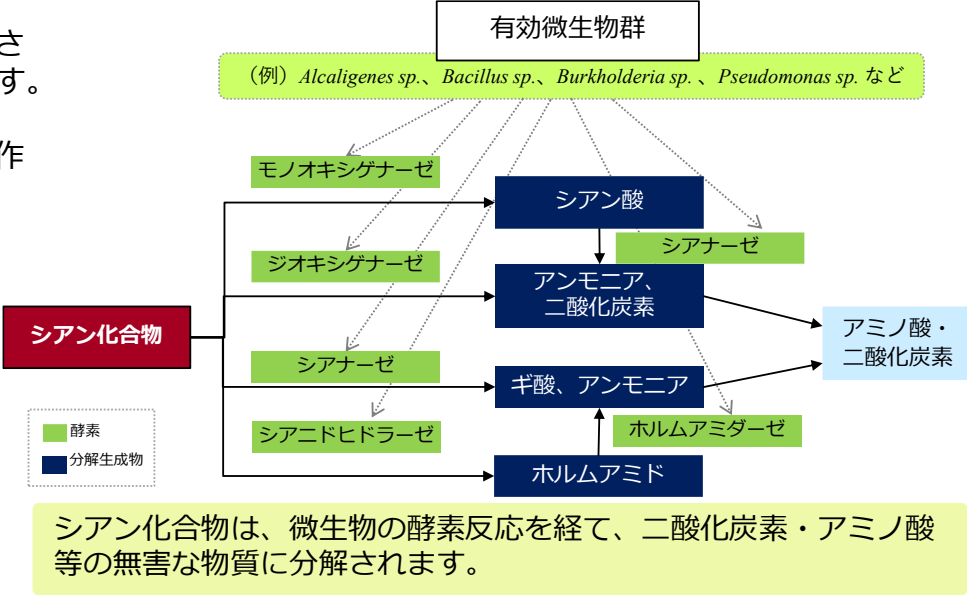 さ
す。
作
有効微生物群
（例）Alcaligenes sp.、Bacillus sp.、Burkholderia sp. 、Pseudomonas sp. など
モノオキシゲナーゼ
シアン酸
シアナーゼ
ジオキシゲナーゼ
アンモニア、
二酸化炭素
シアン化合物
アミノ酸・
二酸化炭素
シアナーゼ
ギ酸、アンモニア
シアニドヒドラーゼ
ホルムアミダーゼ
酵素
分解生成物
ホルムアミド
シアン化合物は、微生物の酵素反応を経て、二酸化炭素・アミノ酸
等の無害な物質に分解されます。